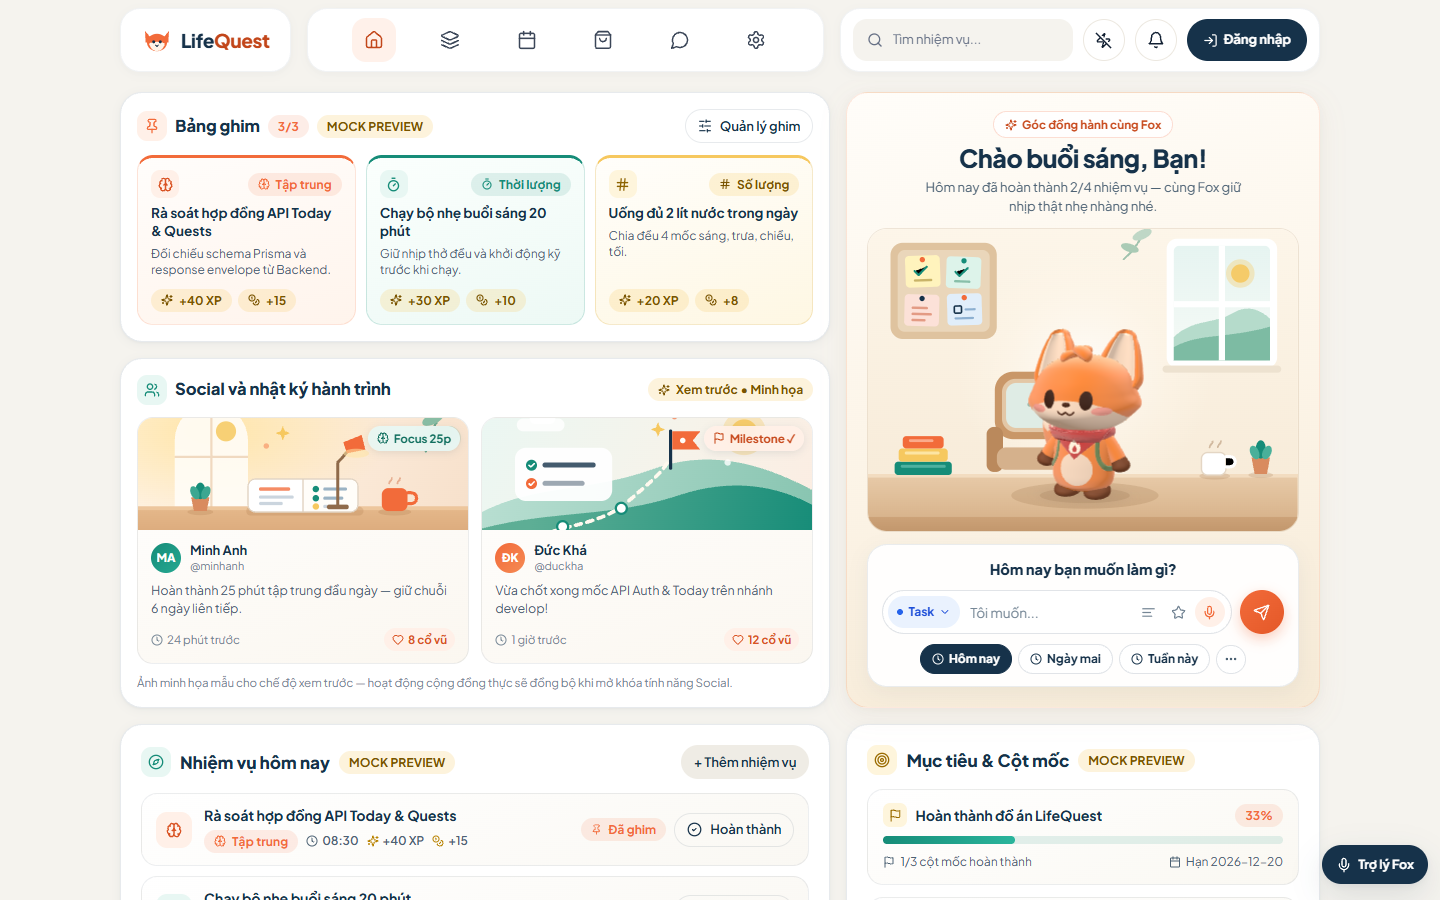 LifeQuest
Tìm nhiệm vụ...
Đăng nhập
Bảng ghim
3/3
MOCK PREVIEW
Quản lý ghim
Tập trung
Rà soát hợp đồng API Today
& Quests
Đối chiếu schema Prisma và
response envelope từ Backend.
+40 XP
+15
Thời lượng
Chạy bộ nhẹ buổi sáng 20
phút
Giữ nhịp thở đều và khởi động kỹ
trước khi chạy.
+30 XP
+10
Số lượng
Uống đủ 2 lít nước trong ngày
Chia đều 4 mốc sáng, trưa, chiều,
tối.
+20 XP
+8
Góc đồng hành cùng Fox
Chào buổi sáng, Bạn!
Hôm nay đã hoàn thành 2/4 nhiệm vụ — cùng Fox giữ
nhịp thật nhẹ nhàng nhé.
Social và nhật ký hành trình
Xem trước • Minh họa
Focus 25p
MA
Minh Anh
@minhanh
Hoàn thành 25 phút tập trung đầu ngày — giữ chuỗi
6 ngày liên tiếp.
24 phút trước
8 cổ vũ
Milestone ✓
ĐK
Đức Khá
@duckha
Vừa chốt xong mốc API Auth & Today trên nhánh
develop!
1 giờ trước
12 cổ vũ
Ảnh minh họa mẫu cho chế độ xem trước — hoạt động cộng đồng thực sẽ đồng bộ khi mở khóa tính năng Social.
Hôm nay bạn muốn làm gì?
Task
Tôi muốn...
Hôm nay
Ngày mai
Tuần này
Nhiệm vụ hôm nay
MOCK PREVIEW
+ Thêm nhiệm vụ
Rà soát hợp đồng API Today & Quests
Tập trung
08:30
+40 XP
+15
Đã ghim
Hoàn thành
Chạy bộ nhẹ buổi sáng 20 phút
Mục tiêu & Cột mốc
MOCK PREVIEW
Hoàn thành đồ án LifeQuest
33%
1/3 cột mốc hoàn thành
Hạn 2026-12-20
Trợ lý Fox